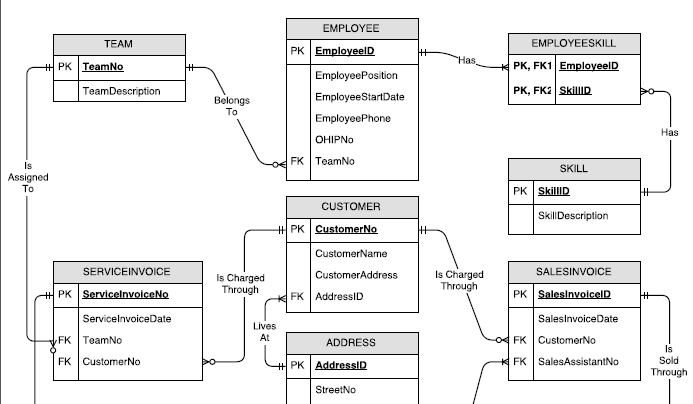 TEAM
PK TeamNo
TeamDescription
EMPLOYEE
PK EmployeeID
EmployeePosition
EmployeeStartDate
EmployeePhone
OHIPNo
FK TeamNo
EMPLOYEESKILL
PK, FK1 EmployeeID
PK, FK2 SkillID
Has
Belongs
To
Has
Is
Assigned
To
SKILL
PK SkillID
SkillDescription
CUSTOMER
PK CustomerNo
CustomerName
CustomerAddress
FK AddressID
Is Charged
Through
Is Charged
Through
Lives
At
SERVICEINVOICE
PK ServiceInvoiceNo
ServiceInvoiceDate
FK TeamNo
FK CustomerNo
SALESINVOICE
PK SalesInvoiceID
SalesInvoiceDate
FK CustomerNo
FK SalesAssistantNo
ADDRESS
PK AddressID
StreetNo
Is
Sold
Through